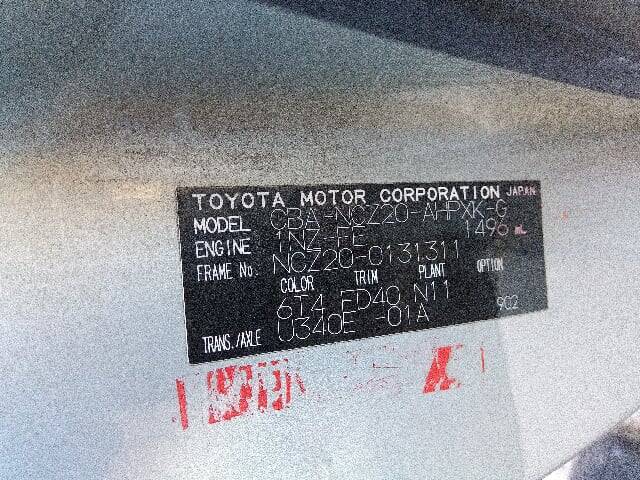 TOYOTA MOTOR CORPORATION JAPAN
MODEL CBA-NCZ20-AHPXK-G
ENGINE 1NZ-FE 1496 mL
FRAME No. NCZ20-0131311
COLOR TRIM PLANT OPTION
6T4 FD40 N11 9C2
TRANS./AXLE U340E -01A